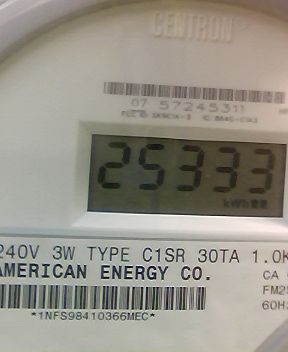 CENTRON®
07 57245311
25333
kWh
240V 3W TYPE C1SR 30TA 1.0K
AMERICAN ENERGY CO.
CA
FM2S
60Hz
*1NFS98410366MEC*